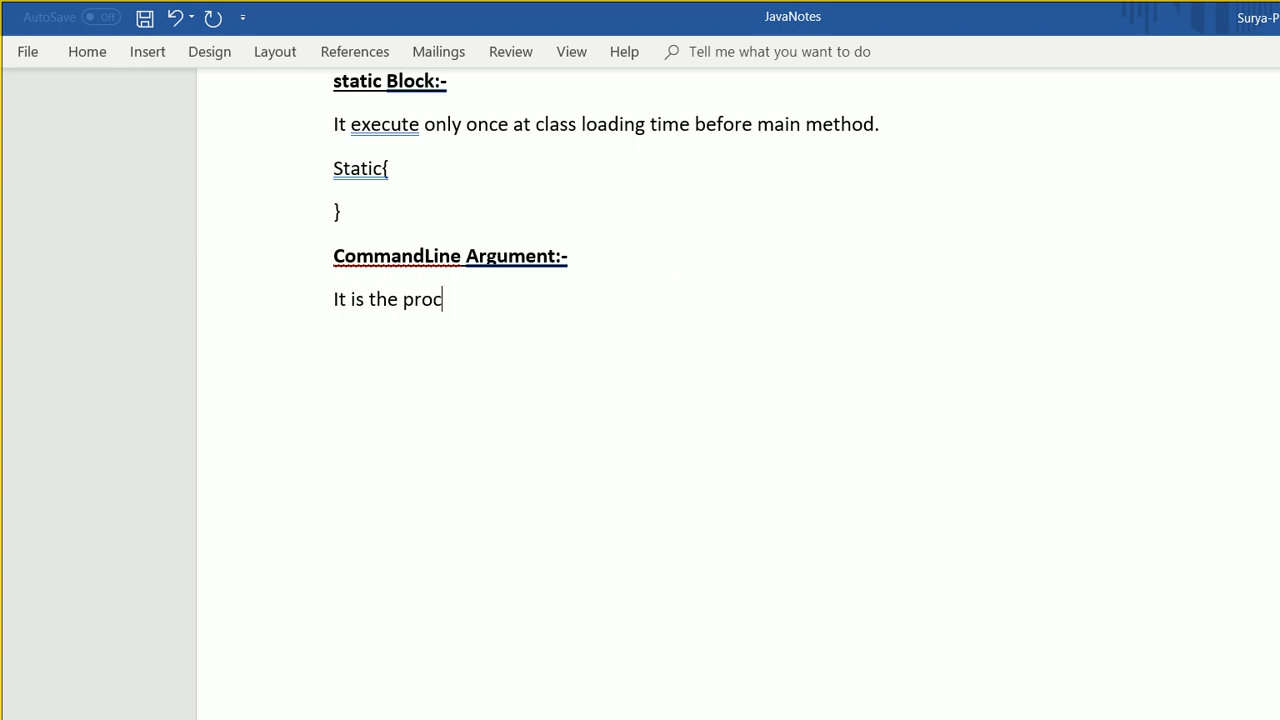 AutoSave Off JavaNotes Surya-P
File Home Insert Design Layout References Mailings Review View Help Tell me what you want to do
static Block:-
It execute only once at class loading time before main method.
Static{
}
CommandLine Argument:-
It is the proc